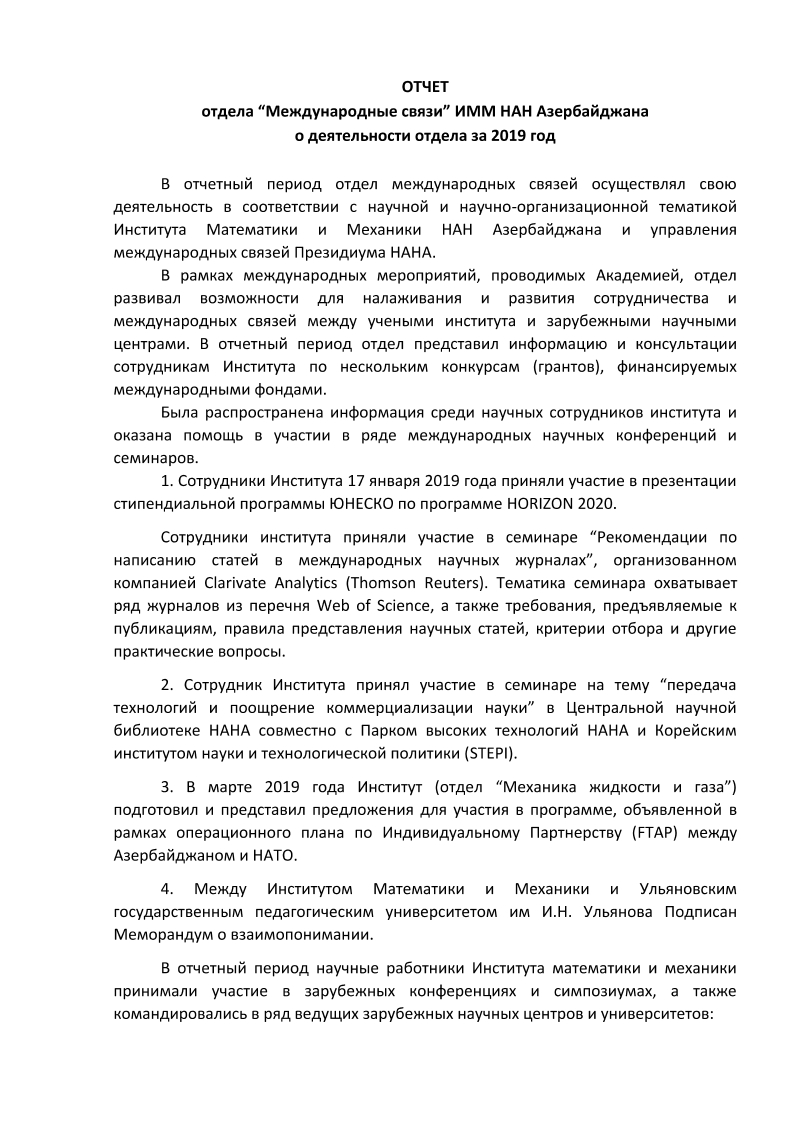 ОТЧЕТ
отдела “Международные связи” ИММ НАН Азербайджана
о деятельности отдела за 2019 год
В отчетный период отдел международных связей осуществлял свою
деятельность в соответствии с научной и научно-организационной тематикой
Института Математики и Механики НАН Азербайджана и управления
международных связей Президиума НАНА.
В рамках международных мероприятий, проводимых Академией, отдел
развивал возможности для налаживания и развития сотрудничества и
международных связей между учеными института и зарубежными научными
центрами. В отчетный период отдел представил информацию и консультации
сотрудникам Института по нескольким конкурсам (грантов), финансируемых
международными фондами.
Была распространена информация среди научных сотрудников института и
оказана помощь в участии в ряде международных научных конференций и
семинаров.
1. Сотрудники Института 17 января 2019 года приняли участие в презентации
стипендиальной программы ЮНЕСКО по программе HORIZON 2020.
Сотрудники института приняли участие в семинаре “Рекомендации по
написанию статей в международных научных журналах”, организованном
компанией Clarivate Analytics (Thomson Reuters). Тематика семинара охватывает
ряд журналов из перечня Web of Science, а также требования, предъявляемые к
публикациям, правила представления научных статей, критерии отбора и другие
практические вопросы.
2. Сотрудник Института принял участие в семинаре на тему “передача
технологий и поощрение коммерциализации науки” в Центральной научной
библиотеке НАНА совместно с Парком высоких технологий НАНА и Корейским
институтом науки и технологической политики (STEPI).
3. В марте 2019 года Институт (отдел “Механика жидкости и газа”)
подготовил и представил предложения для участия в программе, объявленной в
рамках операционного плана по Индивидуальному Партнерству (FTAP) между
Азербайджаном и НАТО.
4. Между Институтом Математики и Механики и Ульяновским
государственным педагогическим университетом им И.Н. Ульянова Подписан
Меморандум о взаимопонимании.
В отчетный период научные работники Института математики и механики
принимали участие в зарубежных конференциях и симпозиумах, а также
командировались в ряд ведущих зарубежных научных центров и университетов: